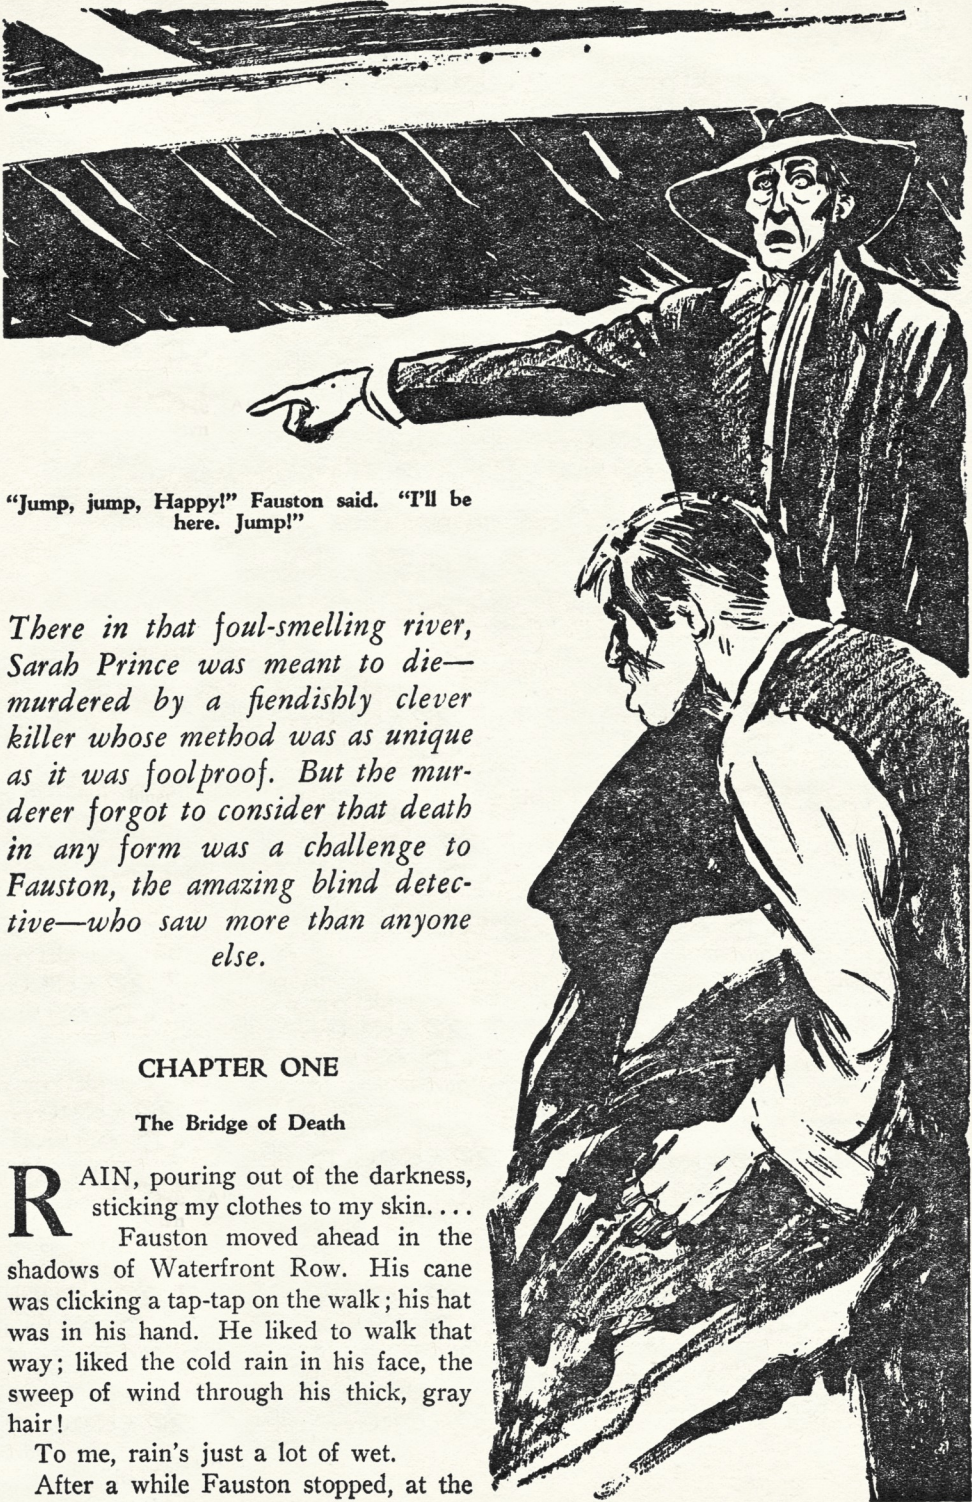 "Jump, jump, Happy!" Fauston said. "I'll be
here. Jump!"
There in that foul-smelling river,
Sarah Prince was meant to die—
murdered by a fiendishly clever
killer whose method was as unique
as it was foolproof. But the mur-
derer forgot to consider that death
in any form was a challenge to
Fauston, the amazing blind detec-
tive—who saw more than anyone
else.
CHAPTER ONE
The Bridge of Death
RAIN, pouring out of the darkness,
sticking my clothes to my skin. . . .
Fauston moved ahead in the
shadows of Waterfront Row. His cane
was clicking a tap-tap on the walk; his hat
was in his hand. He liked to walk that
way; liked the cold rain in his face, the
sweep of wind through his thick, gray
hair!
To me, rain's just a lot of wet.
After a while Fauston stopped, at the